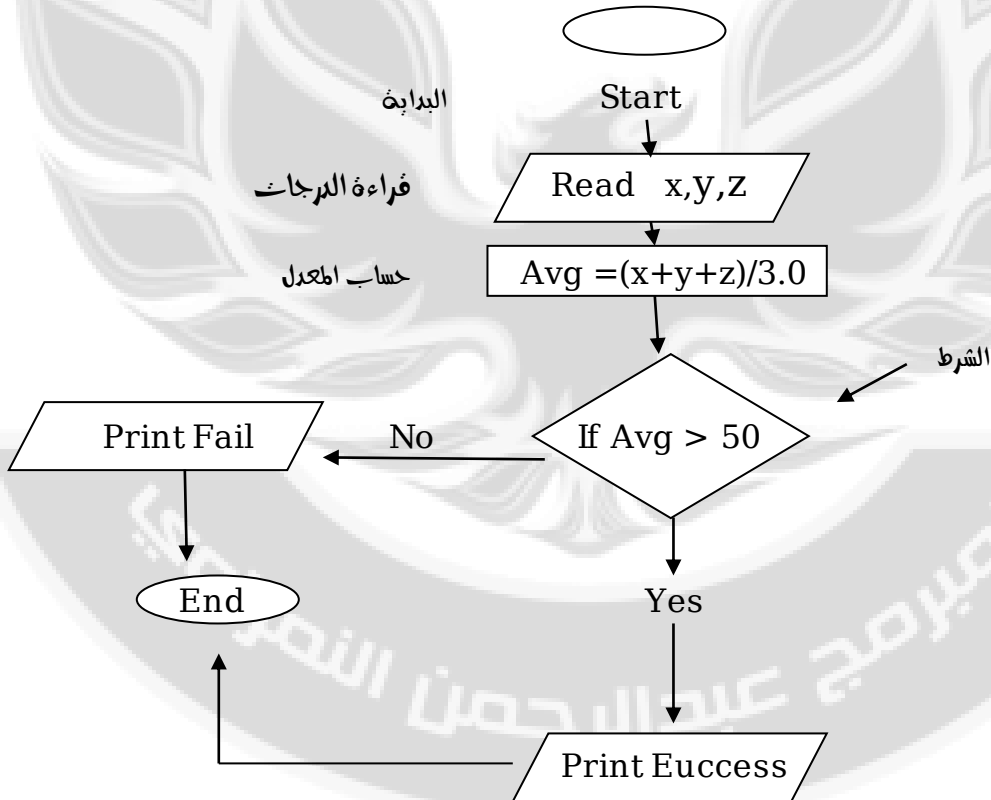 Start
البداية
Read x,y,z
قراءة الدرجات
Avg =(x+y+z)/3.0
حساب المعدل
الشرط
If Avg > 50
No
Print Fail
End
Yes
Print Euccess
عبدالرحمن